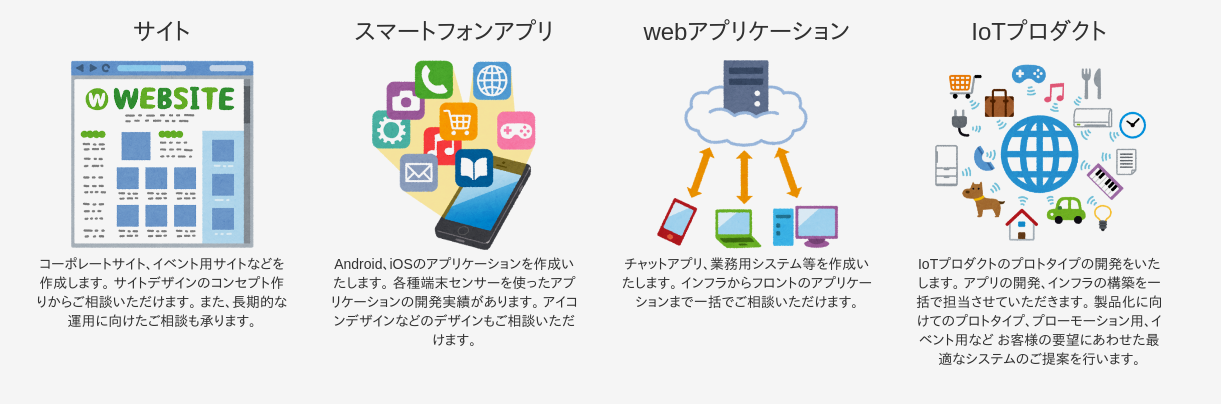 サイト
W WEBSITE
コーポレートサイト、イベント用サイトなどを
作成します。サイトデザインのコンセプト作
りからご相談いただけます。また、長期的な
運用に向けたご相談も承ります。
スマートフォンアプリ
Android、iOSのアプリケーションを作成い
たします。各種端末センサーを使ったアプ
リケーションの開発実績があります。アイコ
ンデザインなどのデザインもご相談いただ
けます。
webアプリケーション
チャットアプリ、業務用システム等を作成い
たします。インフラからフロントのアプリケー
ションまで一括でご相談いただけます。
IoTプロダクト
IoTプロダクトのプロトタイプの開発をいた
します。アプリの開発、インフラの構築を一
括で担当させていただきます。製品化に向
けてのプロトタイプ、プローモーション用、イ
ベント用など お客様の要望にあわせた最
適なシステムのご提案を行います。